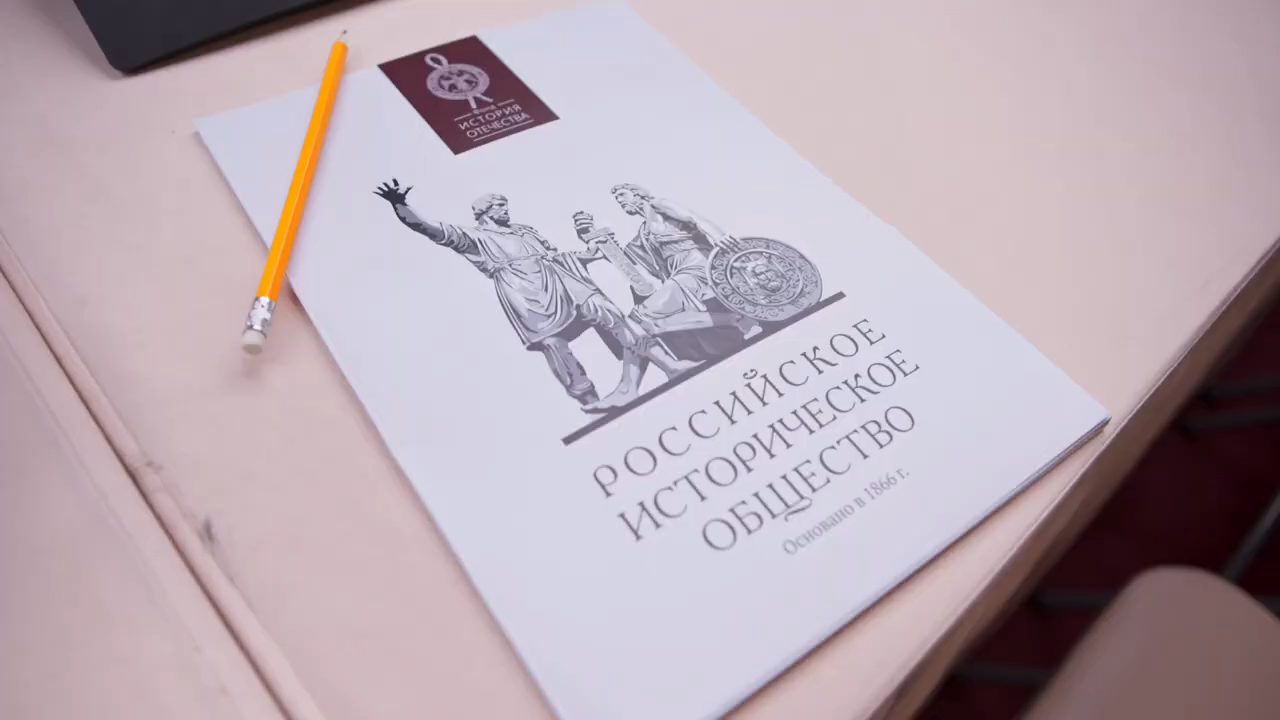 ФОНД
ИСТОРИЯ
ОТЕЧЕСТВА
РОССИЙСКОЕ
ИСТОРИЧЕСКОЕ
ОБЩЕСТВО
Основано в 1866 г.